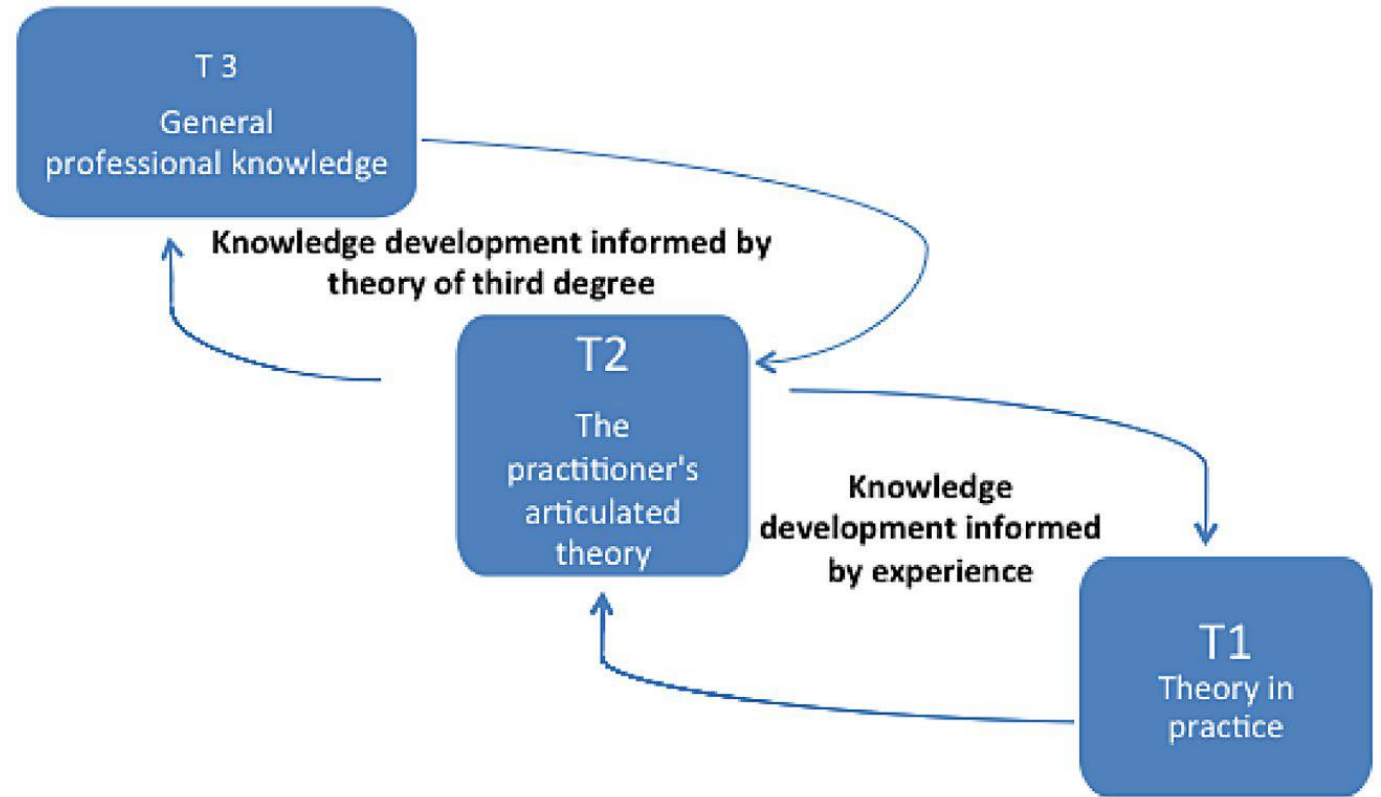 T 3
General
professional knowledge
Knowledge development informed by
theory of third degree
T2
The
practitioner's
articulated
theory
Knowledge
development informed
by experience
T1
Theory in
practice